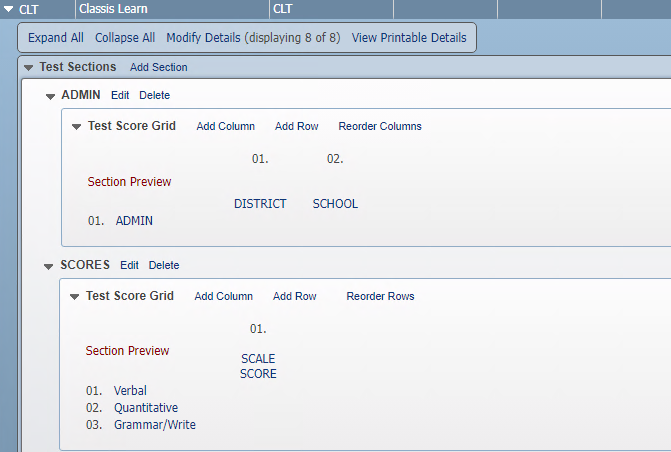 CLT Classis Learn CLT
Expand All Collapse All Modify Details (displaying 8 of 8) View Printable Details
Test Sections Add Section
ADMIN Edit Delete
Test Score Grid Add Column Add Row Reorder Columns
01. 02.
Section Preview
DISTRICT SCHOOL
01. ADMIN
SCORES Edit Delete
Test Score Grid Add Column Add Row Reorder Rows
01.
Section Preview
SCALE
SCORE
01. Verbal
02. Quantitative
03. Grammar/Write